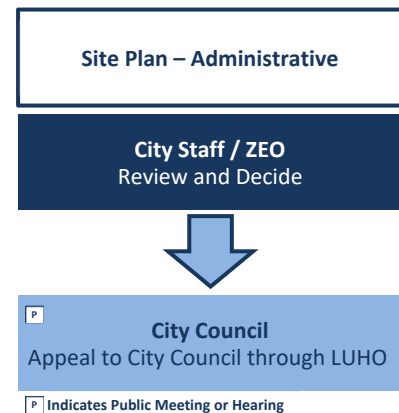 Site Plan – Administrative
City Staff / ZEO
Review and Decide
P
City Council
Appeal to City Council through LUHO
P Indicates Public Meeting or Hearing